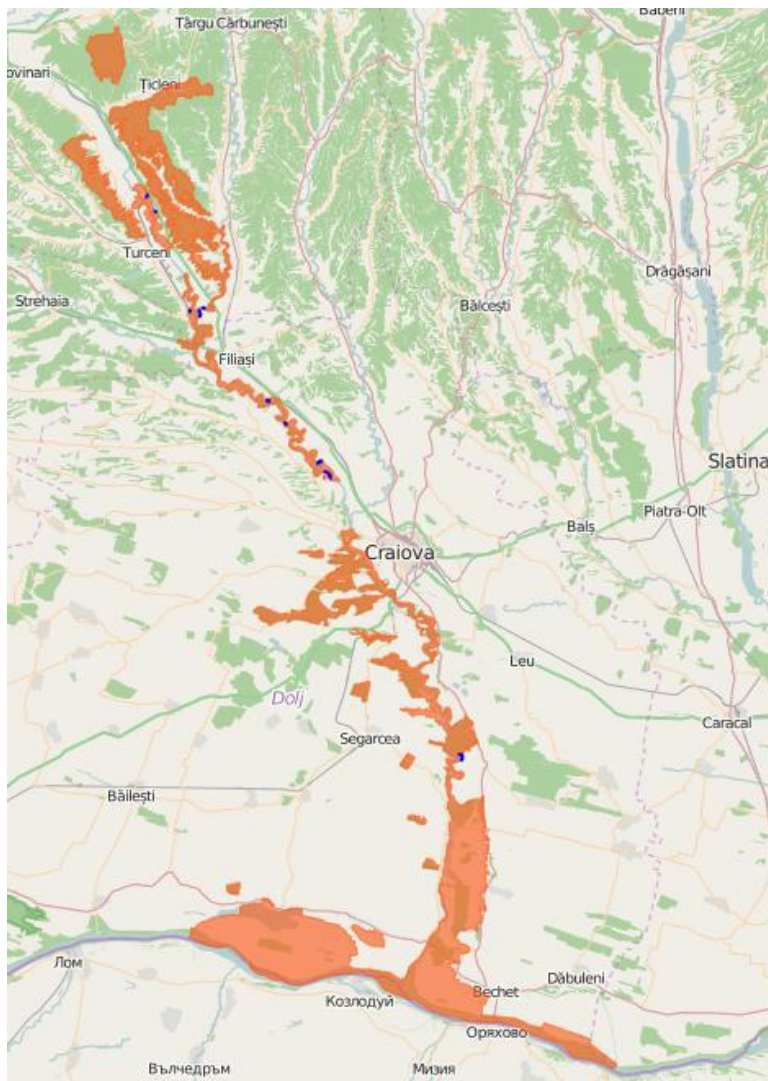 Băbeni
Târgu Cărbunești
ovinari
Țicleni
Turceni
Drăgășani
Strehaia
Bălcești
Filiași
Slatina
Piatra-Olt
Balș
Craiova
Leu
Dolj
Caracal
Segarcea
Băilești
Лом
Dăbuleni
Козлодуй
Bechet
Оряхово
Вълчедръм
Мизия